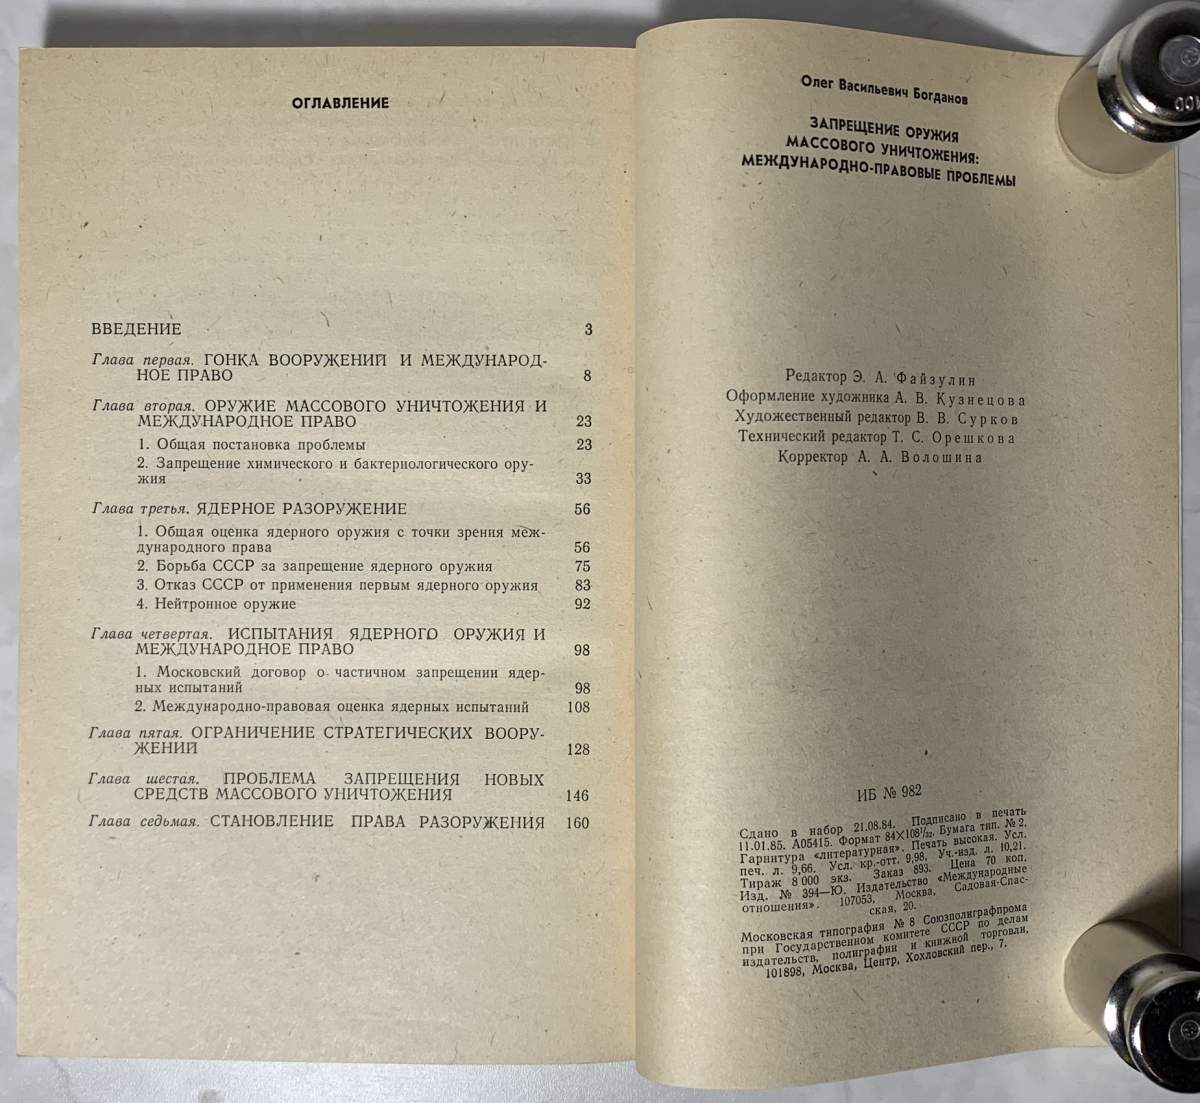 ОГЛАВЛЕНИЕ
ВВЕДЕНИЕ 3
Глава первая. ГОНКА ВООРУЖЕНИЙ И МЕЖДУНАРОД-
НОЕ ПРАВО 8
Глава вторая. ОРУЖИЕ МАССОВОГО УНИЧТОЖЕНИЯ И
МЕЖДУНАРОДНОЕ ПРАВО 23
1. Общая постановка проблемы 23
2. Запрещение химического и бактериологического ору-
жия 33
Глава третья. ЯДЕРНОЕ РАЗОРУЖЕНИЕ 56
1. Общая оценка ядерного оружия с точки зрения меж-
дународного права 56
2. Борьба СССР за запрещение ядерного оружия 75
3. Отказ СССР от применения первым ядерного оружия 83
4. Нейтронное оружие 92
Глава четвертая. ИСПЫТАНИЯ ЯДЕРНОГО ОРУЖИЯ И
МЕЖДУНАРОДНОЕ ПРАВО 98
1. Московский договор о частичном запрещении ядер-
ных испытаний 98
2. Международно-правовая оценка ядерных испытаний 108
Глава пятая. ОГРАНИЧЕНИЕ СТРАТЕГИЧЕСКИХ ВООРУ-
ЖЕНИЙ 128
Глава шестая. ПРОБЛЕМА ЗАПРЕЩЕНИЯ НОВЫХ
СРЕДСТВ МАССОВОГО УНИЧТОЖЕНИЯ 146
Глава седьмая. СТАНОВЛЕНИЕ ПРАВА РАЗОРУЖЕНИЯ 160
Олег Васильевич Богданов
ЗАПРЕЩЕНИЕ ОРУЖИЯ
МАССОВОГО УНИЧТОЖЕНИЯ:
МЕЖДУНАРОДНО-ПРАВОВЫЕ ПРОБЛЕМЫ
Редактор Э. А. Файзулин
Оформление художника А. В. Кузнецова
Художественный редактор В. В. Сурков
Технический редактор Т. С. Орешкова
Корректор А. А. Волошина
ИБ № 982
Сдано в набор 21.08.84. Подписано в печать
11.01.85. А05415. Формат 84×108 1/32. Бумага тип. № 2.
Гарнитура «литературная». Печать высокая. Усл.
печ. л. 9,66. Усл. кр.-отт. 9,98. Уч.-изд. л. 10,21.
Тираж 8 000 экз. Заказ 893. Цена 70 коп.
Изд. № 394—Ю. Издательство «Международные
отношения». 107053, Москва, Садовая-Спас-
ская, 20.
Московская типография № 8 Союзполиграфпрома
при Государственном комитете СССР по делам
издательств, полиграфии и книжной торговли,
101898, Москва, Центр, Хохловский пер., 7.